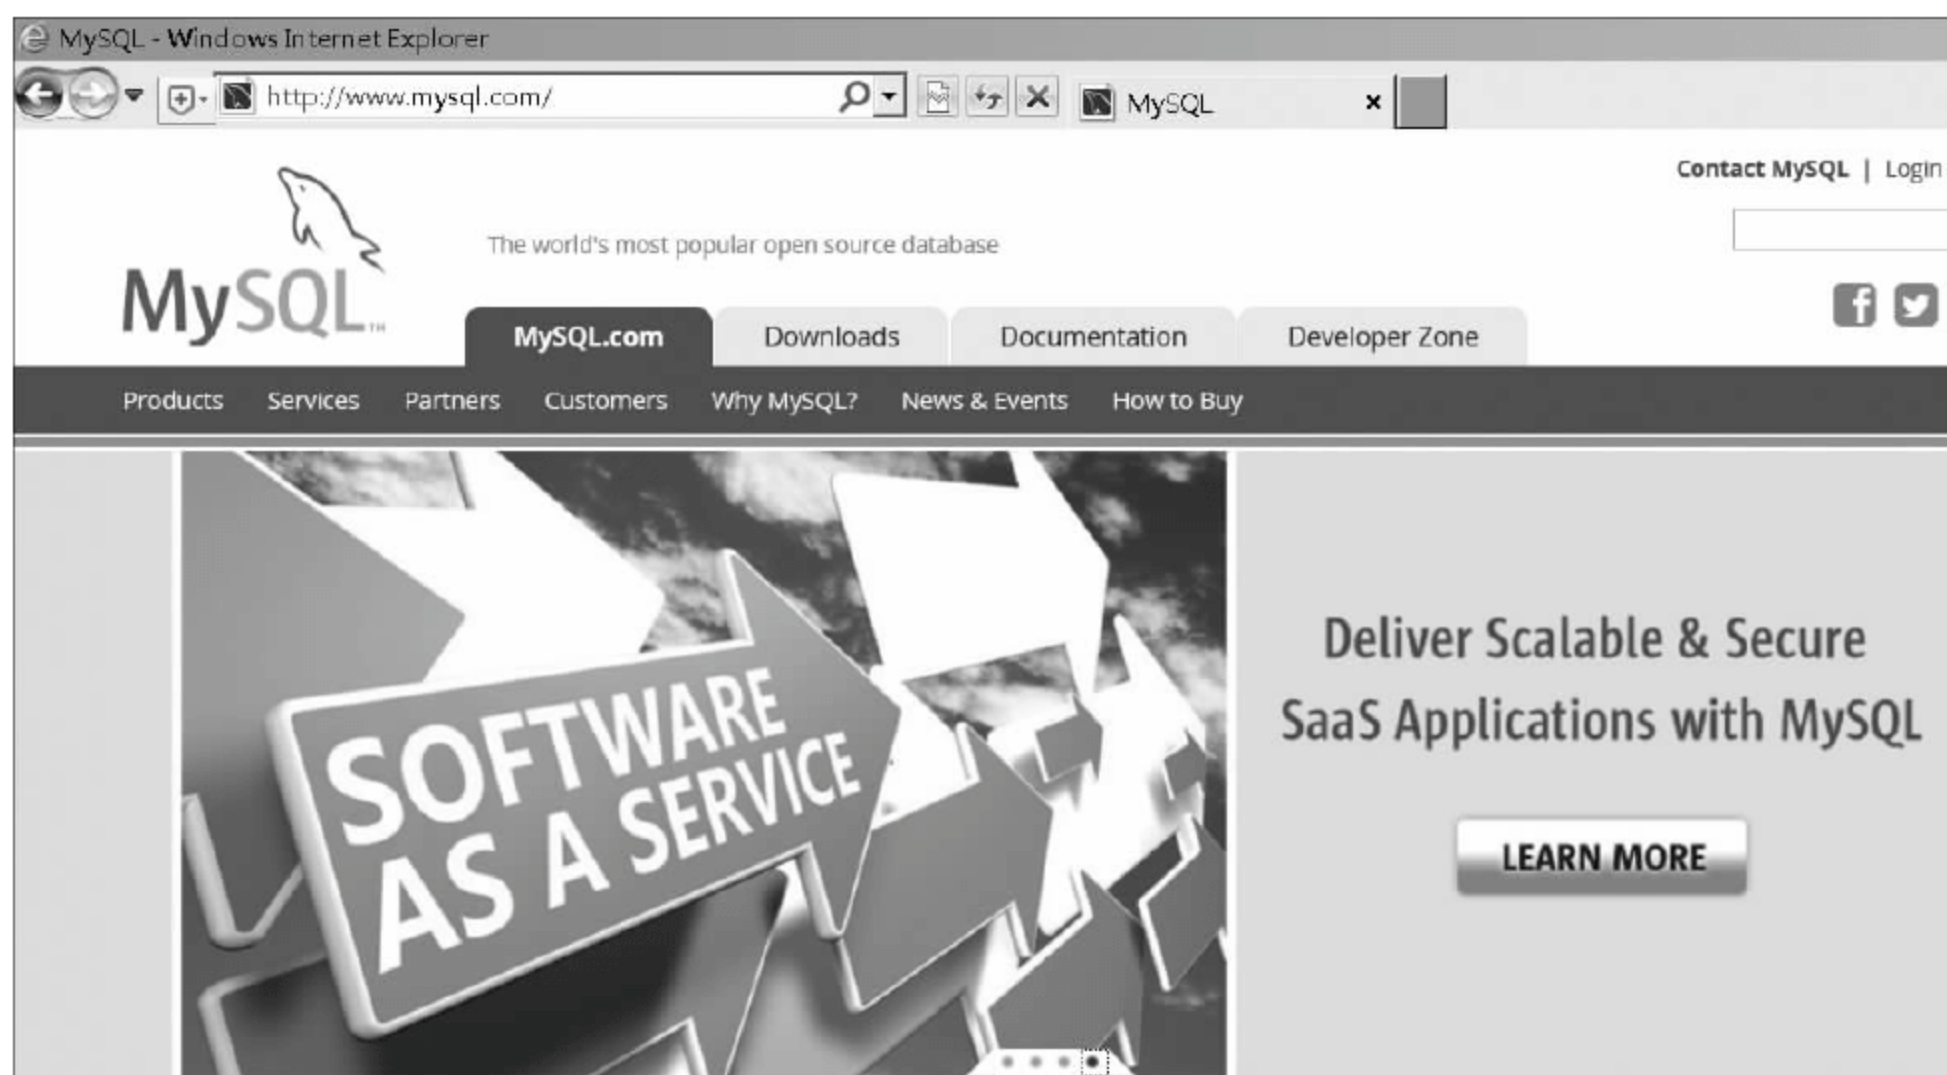 MySQL - Windows Internet Explorer
http://www.mysql.com/
MySQL
Contact MySQL | Login
The world's most popular open source database
MySQL™
MySQL.com Downloads Documentation Developer Zone
Products Services Partners Customers Why MySQL? News & Events How to Buy
SOFTWARE
AS A SERVICE
Deliver Scalable & Secure
SaaS Applications with MySQL
LEARN MORE